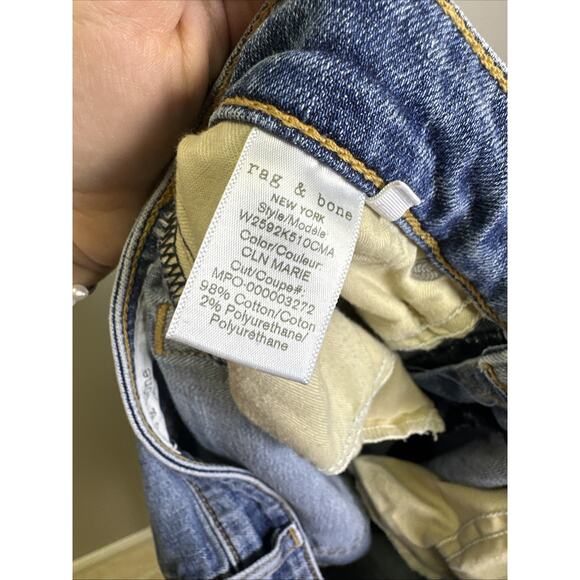 rag & bone
NEW YORK
Style/Modèle
W2592K510CMA
Color/Couleur
CLN MARIE
Cut/Coupe#:
MPO-000003272
98% Cotton/Coton
2% Polyurethane/
Polyuréthane